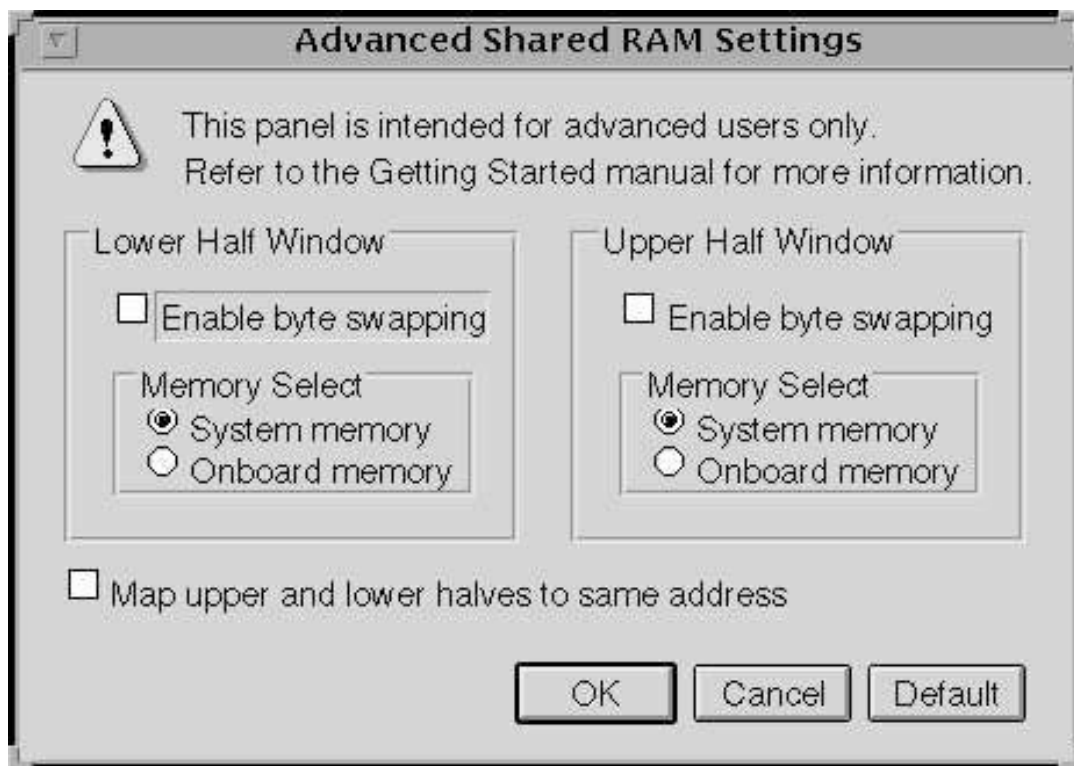 Advanced Shared RAM Settings
This panel is intended for advanced users only.
Refer to the Getting Started manual for more information.
Lower Half Window
Enable byte swapping
Memory Select
System memory
Onboard memory
Upper Half Window
Enable byte swapping
Memory Select
System memory
Onboard memory
Map upper and lower halves to same address
OK
Cancel
Default